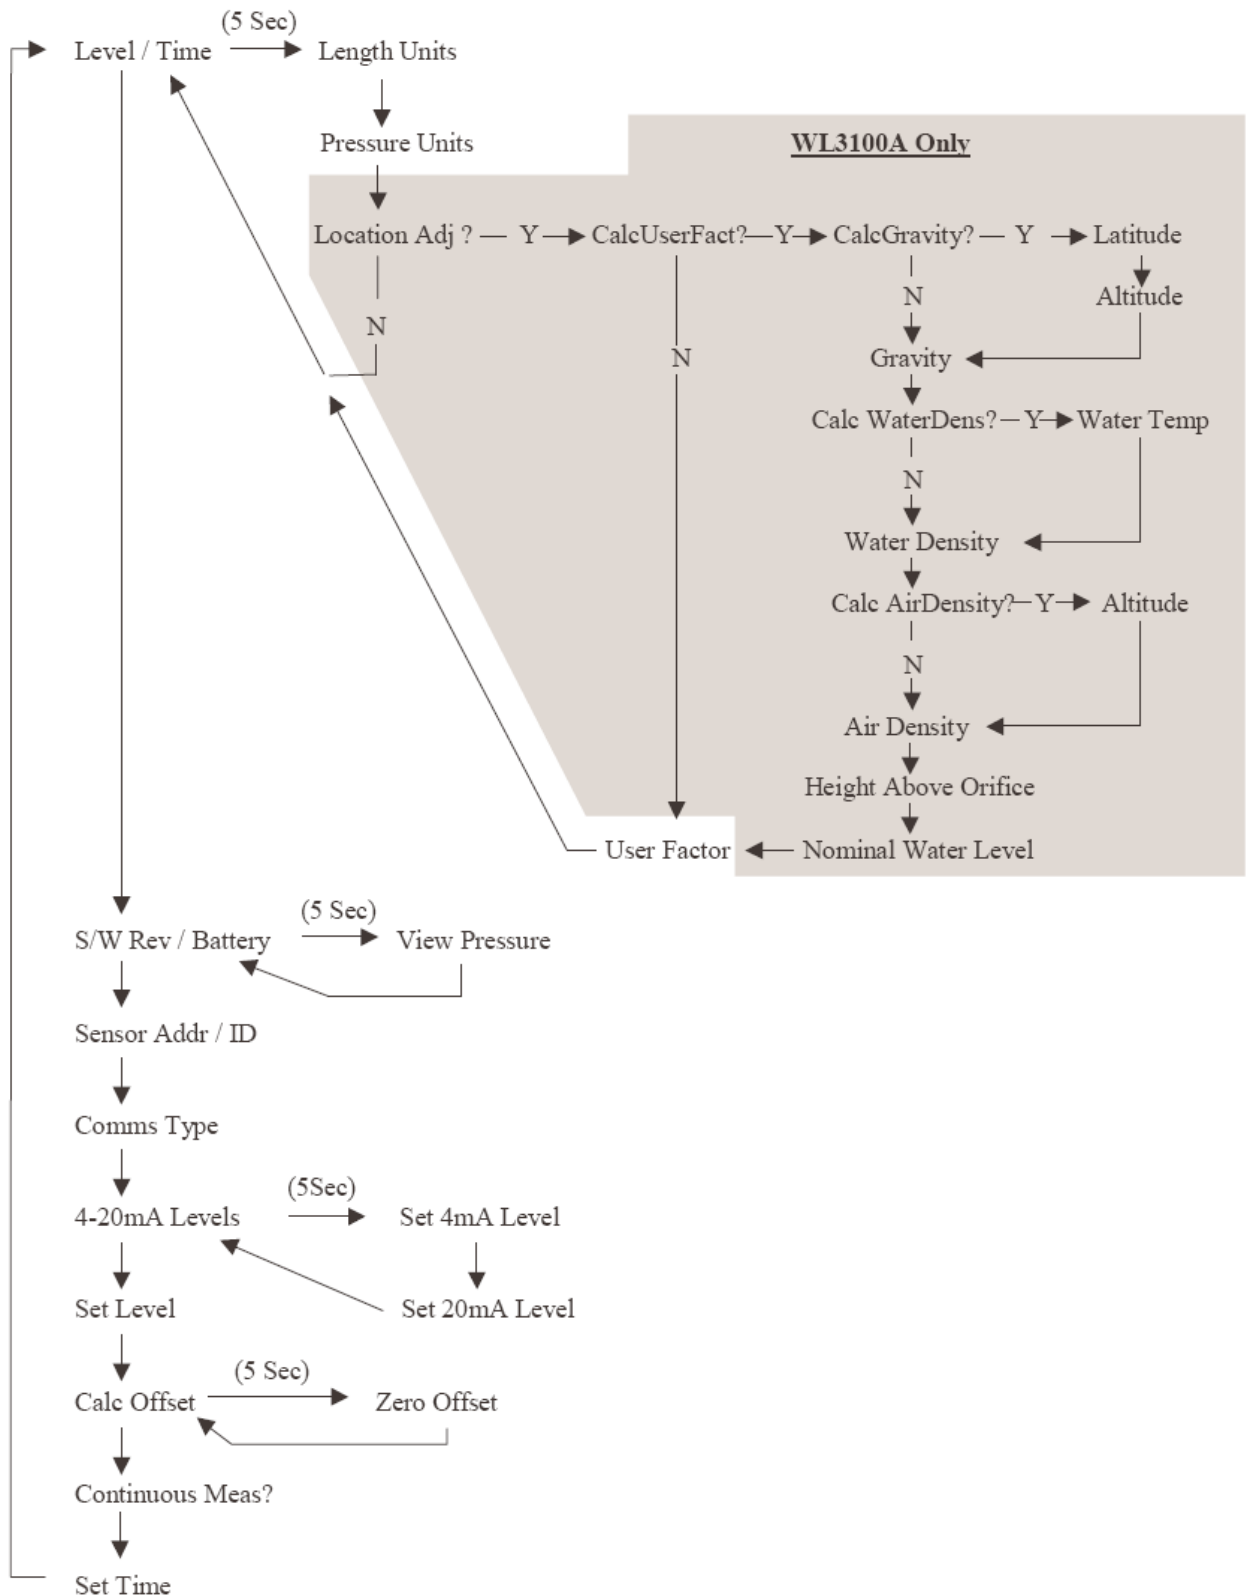 (5 Sec)
Level / Time
Length Units
Pressure Units
WL3100A Only
Location Adj ? Y CalcUserFact? Y CalcGravity? Y Latitude
N Altitude
N
N Gravity
Calc WaterDens? Y Water Temp
N
Water Density
Calc AirDensity? Y Altitude
N
Air Density
Height Above Orifice
User Factor Nominal Water Level
(5 Sec)
S/W Rev / Battery View Pressure
Sensor Addr / ID
Comms Type
(5Sec)
4-20mA Levels Set 4mA Level
Set Level Set 20mA Level
(5 Sec)
Calc Offset Zero Offset
Continuous Meas?
Set Time